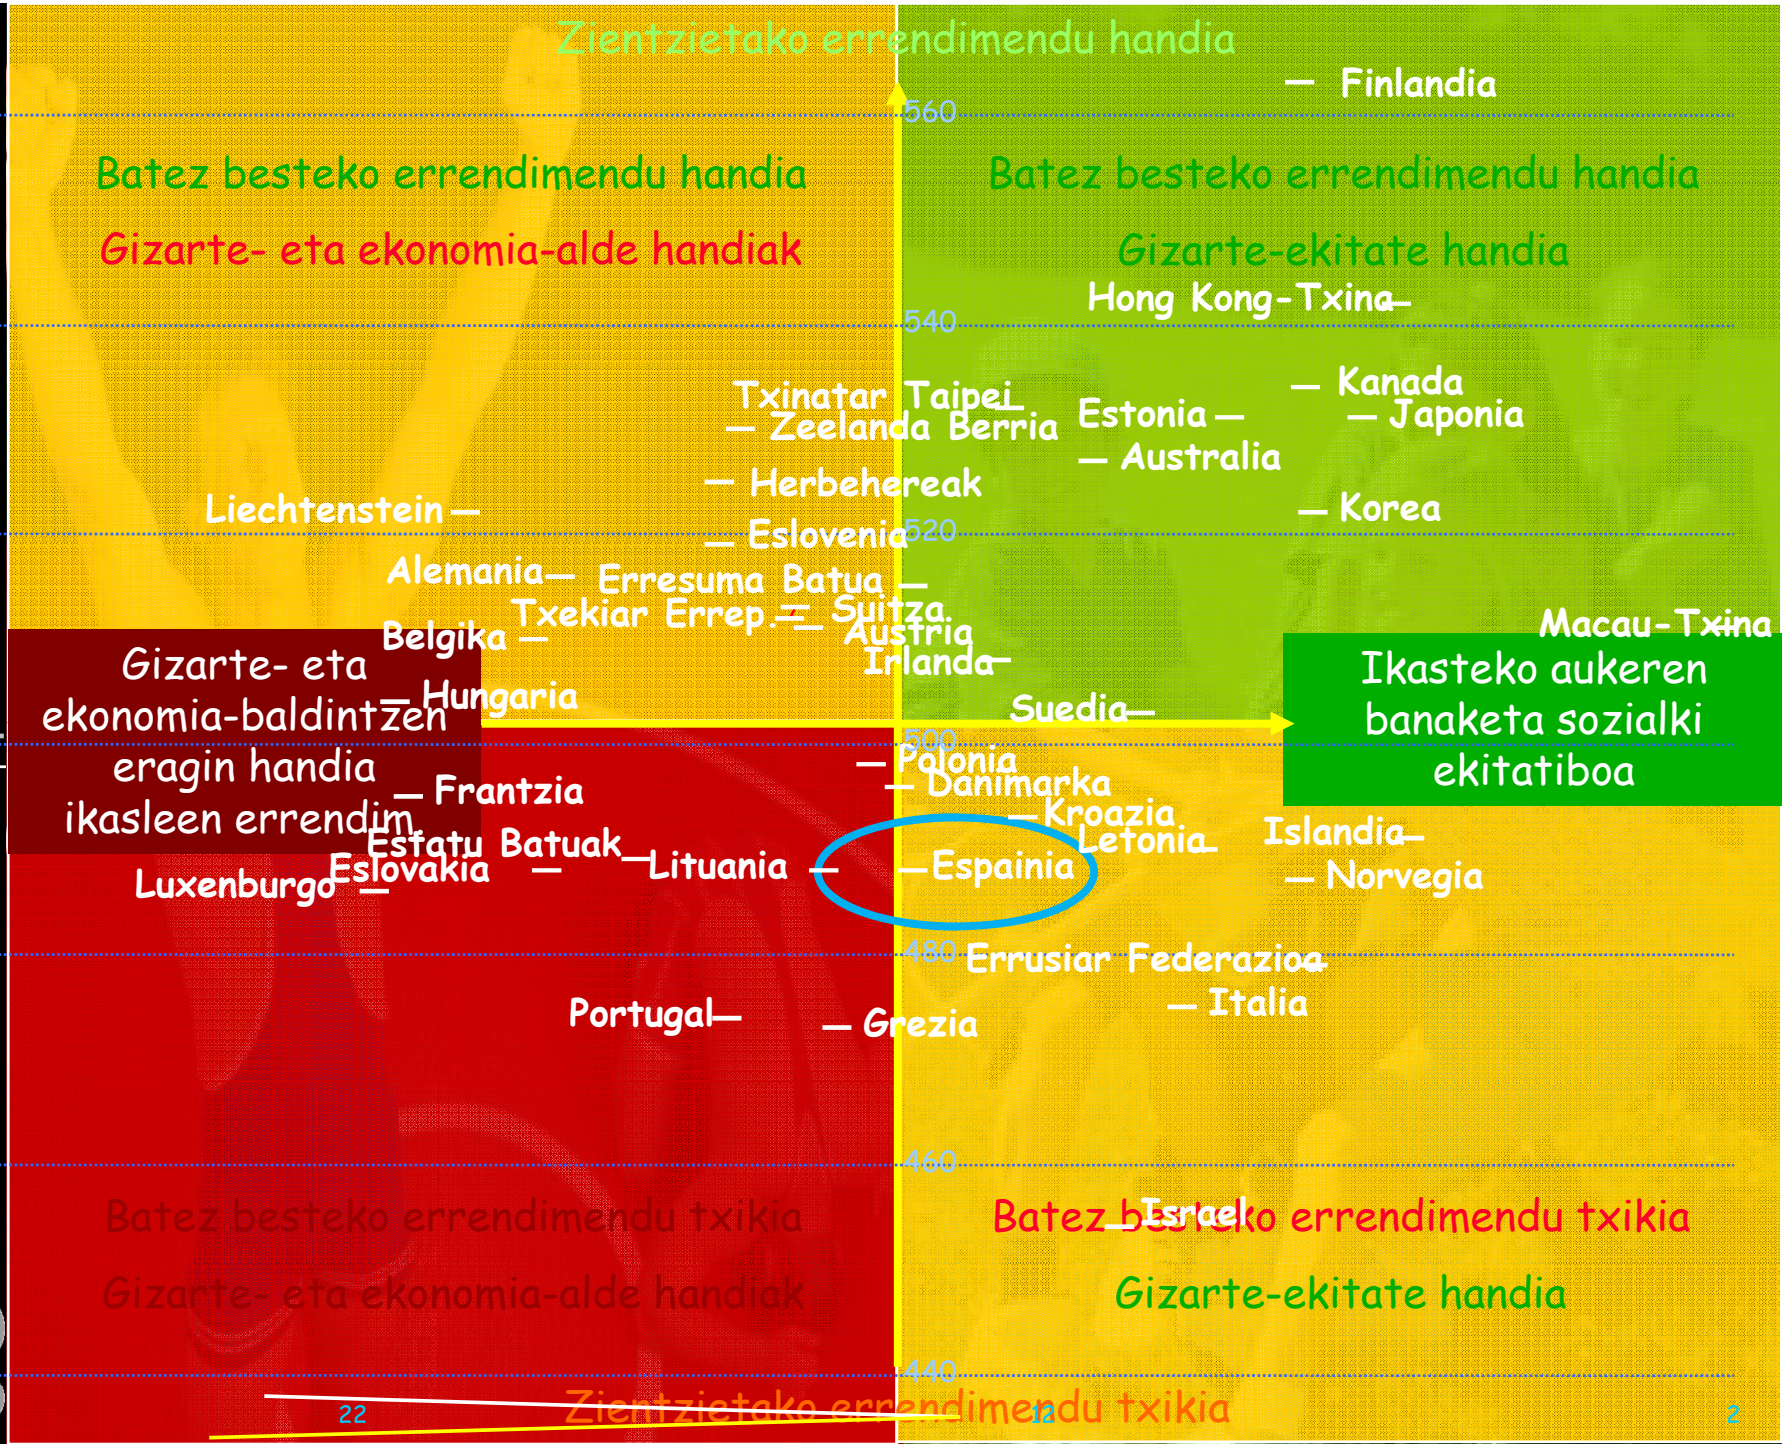 Zientzietako errendimendu handia
Finlandia
560
Batez besteko errendimendu handia
Batez besteko errendimendu handia
Gizarte- eta ekonomia-alde handiak
Gizarte-ekitate handia
Hong Kong-Txina
540
Kanada
Txinatar Taipei
Estonia
Japonia
Zeelanda Berria
Australia
Herbehereak
Liechtenstein
Korea
Eslovenia
520
Alemania
Erresuma Batua
Txekiar Errep.
Suitza
Macau-Txina
Belgika
Austria
Irlanda
Gizarte- eta
ekonomia-baldintzen
eragin handia
ikasleen errendim.
Ikasteko aukeren
banaketa sozialki
ekitatiboa
Hungaria
Suedia
500
Polonia
Danimarka
Frantzia
Kroazia
Letonia
Islandia
Estatu Batuak
Eslovakia
Lituania
Espainia
Norvegia
Luxenburgo
480
Errusiar Federazioa
Italia
Portugal
Grezia
460
Batez besteko errendimendu txikia
Israel
Batez besteko errendimendu txikia
Gizarte- eta ekonomia-alde handiak
Gizarte-ekitate handia
440
Zientzietako errendimendu txikia
22
12
2